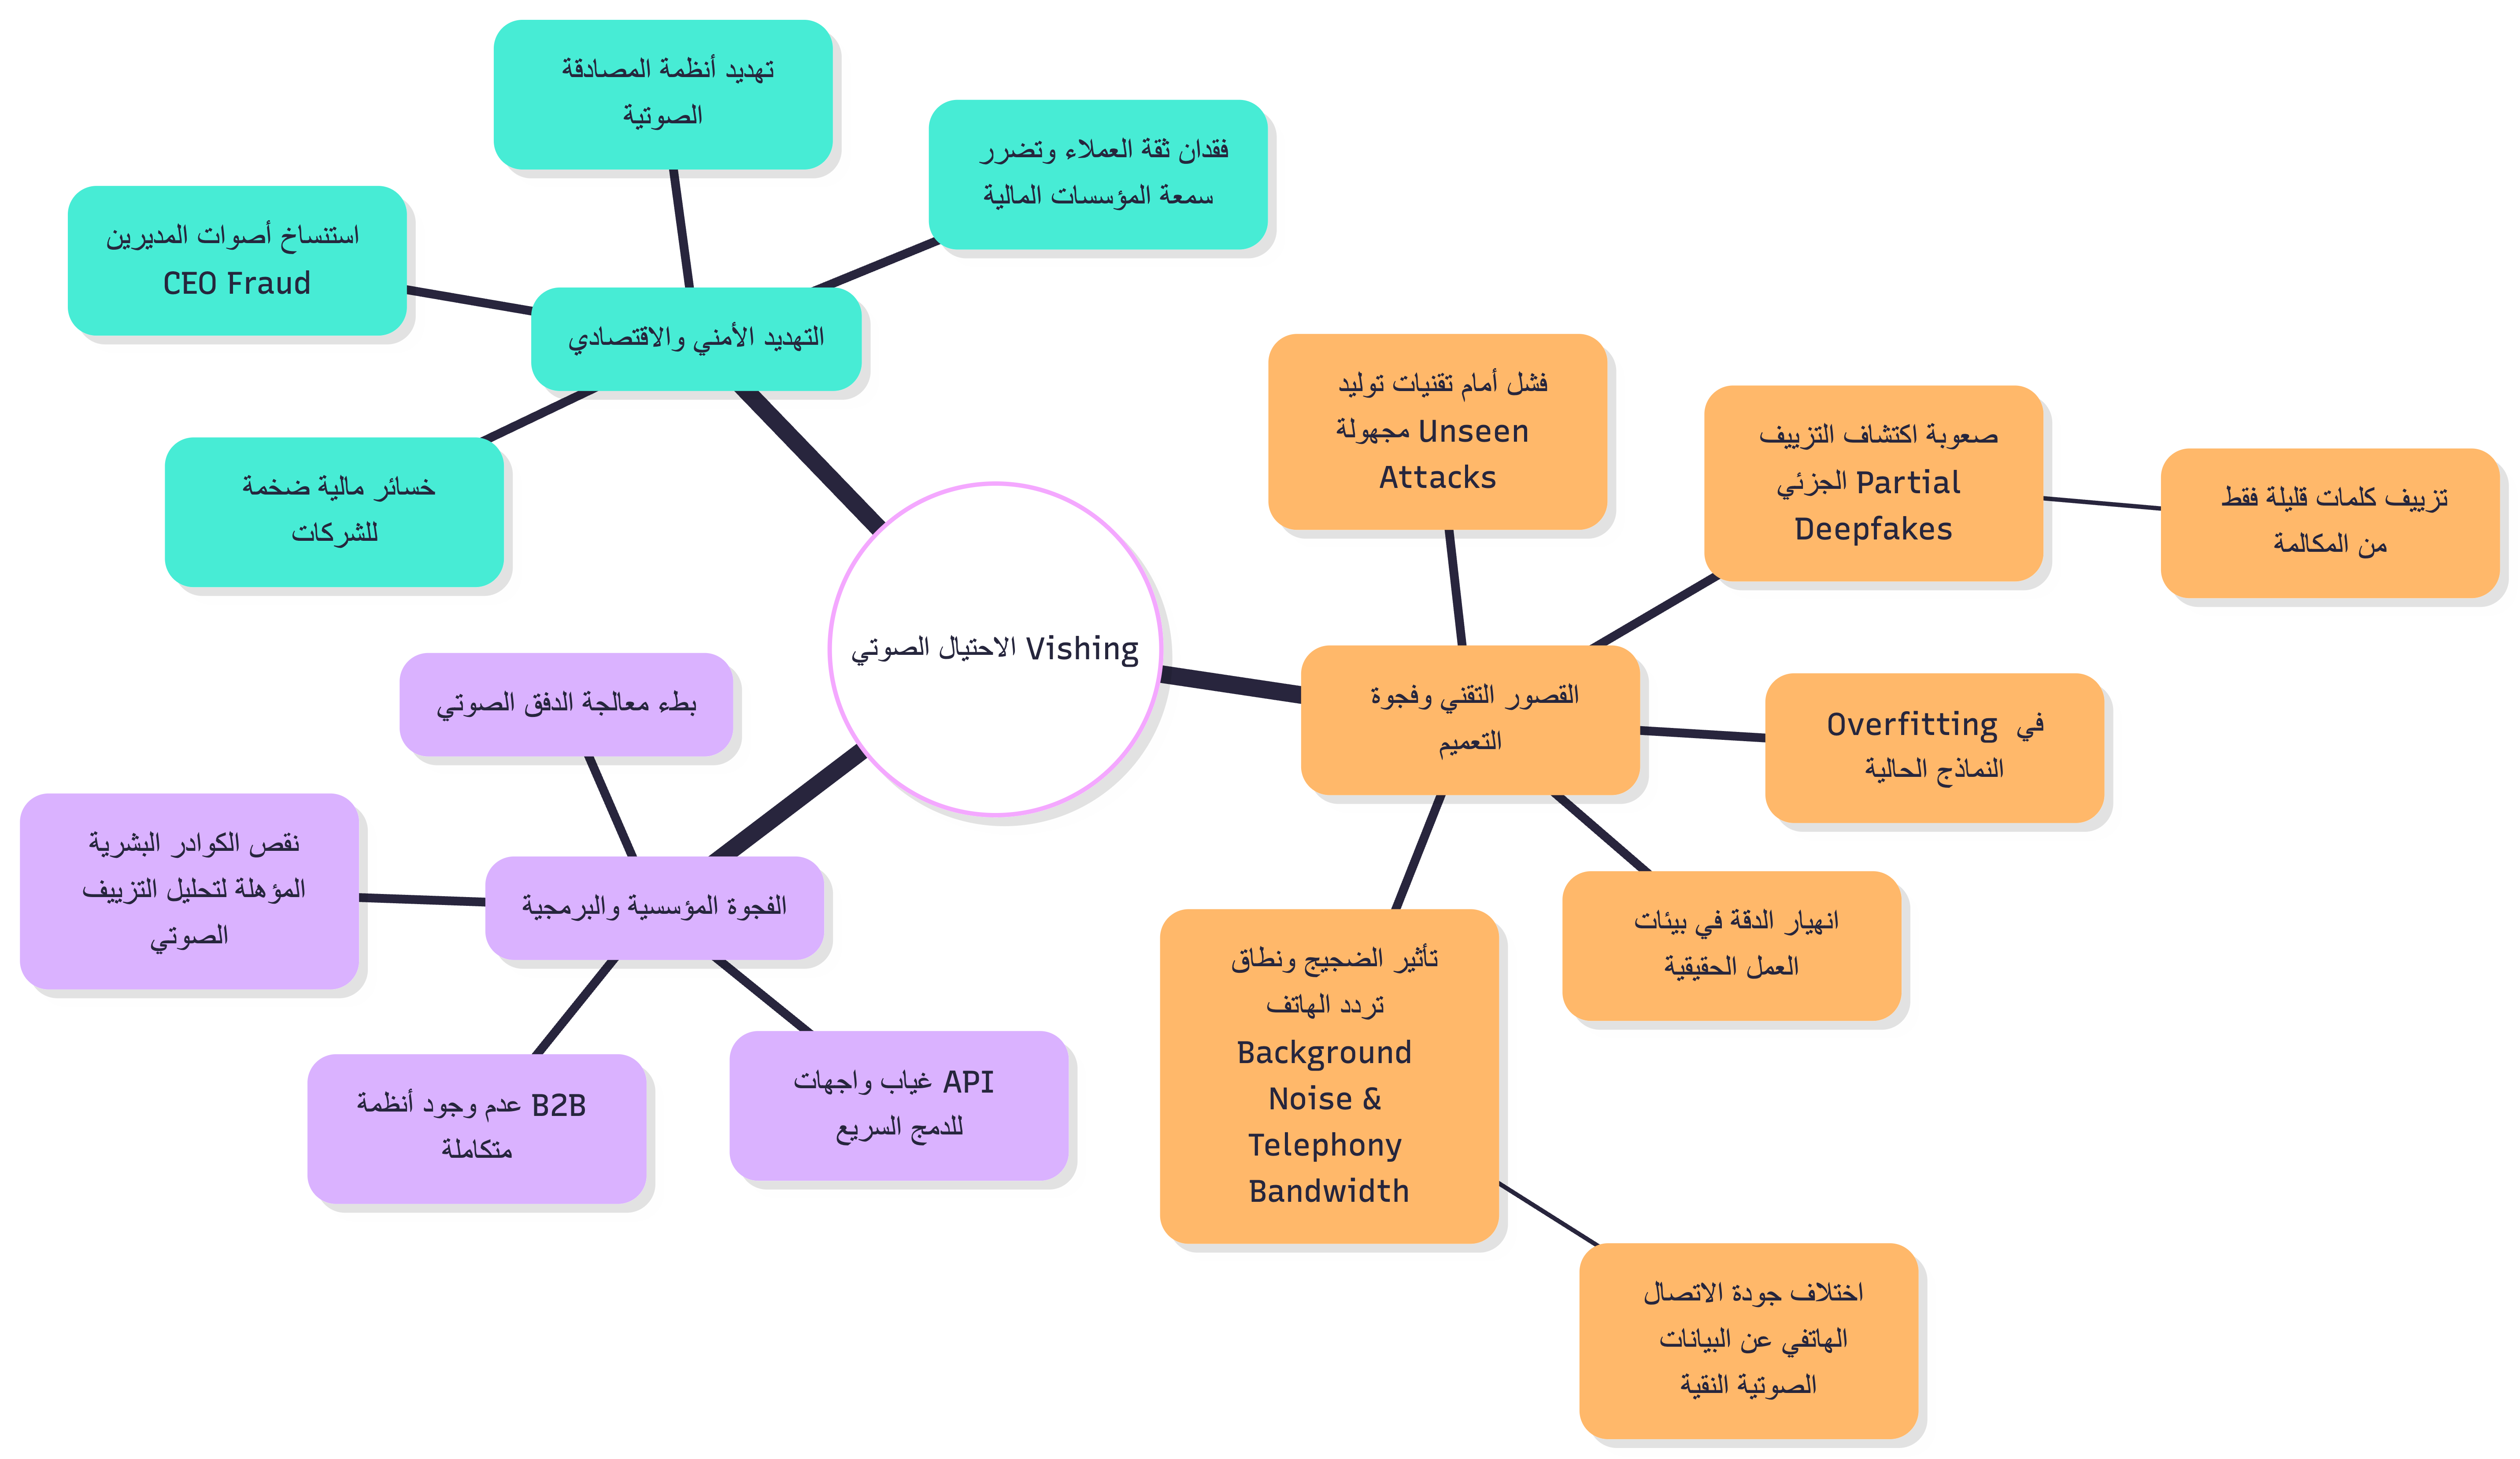 الاحتيال الصوتي Vishing
التهديد الأمني والاقتصادي
تهديد أنظمة المصادقة
الصوتية
فقدان ثقة العملاء وتضرر
سمعة المؤسسات المالية
استنساخ أصوات المديرين
CEO Fraud
خسائر مالية ضخمة
للشركات
القصور التقني وفجوة
التعميم
فشل أمام تقنيات توليد
مجهولة Unseen
Attacks
صعوبة اكتشاف التزييف
الجزئي Partial
Deepfakes
تزييف كلمات قليلة فقط
من المكالمة
Overfitting في
النماذج الحالية
انهيار الدقة في بيئات
العمل الحقيقية
تأثير الضجيج ونطاق
تردد الهاتف
Background
Noise &
Telephony
Bandwidth
اختلاف جودة الاتصال
الهاتفي عن البيانات
الصوتية النقية
الفجوة المؤسسية والبرمجية
بطء معالجة الدفق الصوتي
نقص الكوادر البشرية
المؤهلة لتحليل التزييف
الصوتي
عدم وجود أنظمة B2B
متكاملة
غياب واجهات API
للدمج السريع